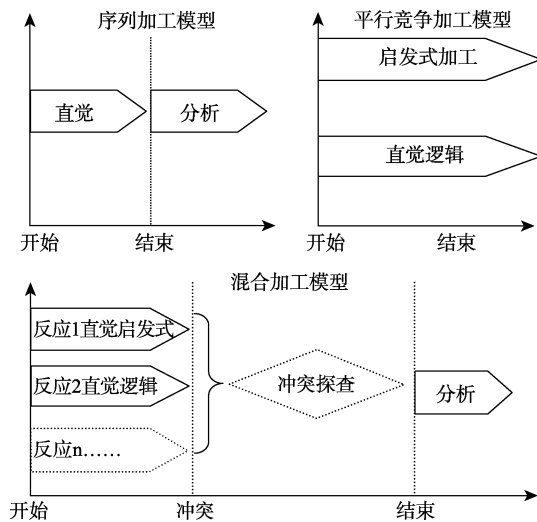 序列加工模型
直觉
分析
开始
结束
平行竞争加工模型
启发式加工
直觉逻辑
开始
结束
混合加工模型
反应1直觉启发式
反应2直觉逻辑
反应n……
冲突探查
分析
开始
冲突
结束